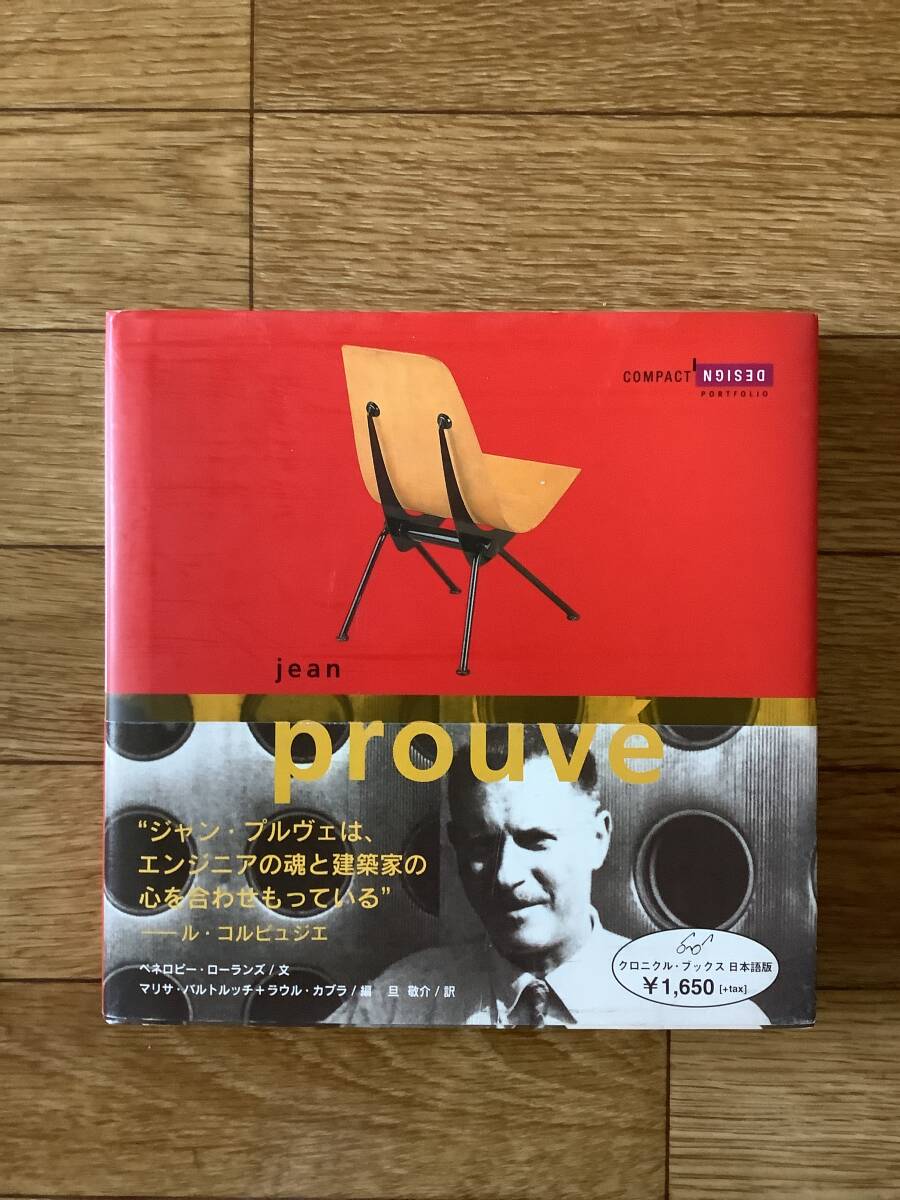 COMPACT DESIGN
PORTFOLIO
jean
prouvé
“ジャン・プルヴェは、
エンジニアの魂と建築家の
心を合わせもっている”
——ル・コルビュジエ
ペネロピー・ローランズ/文
マリサ・バルトルッチ+ラウル・カブラ/編 旦 敬介/訳
クロニクル・ブックス 日本語版
¥1,650 [+tax]